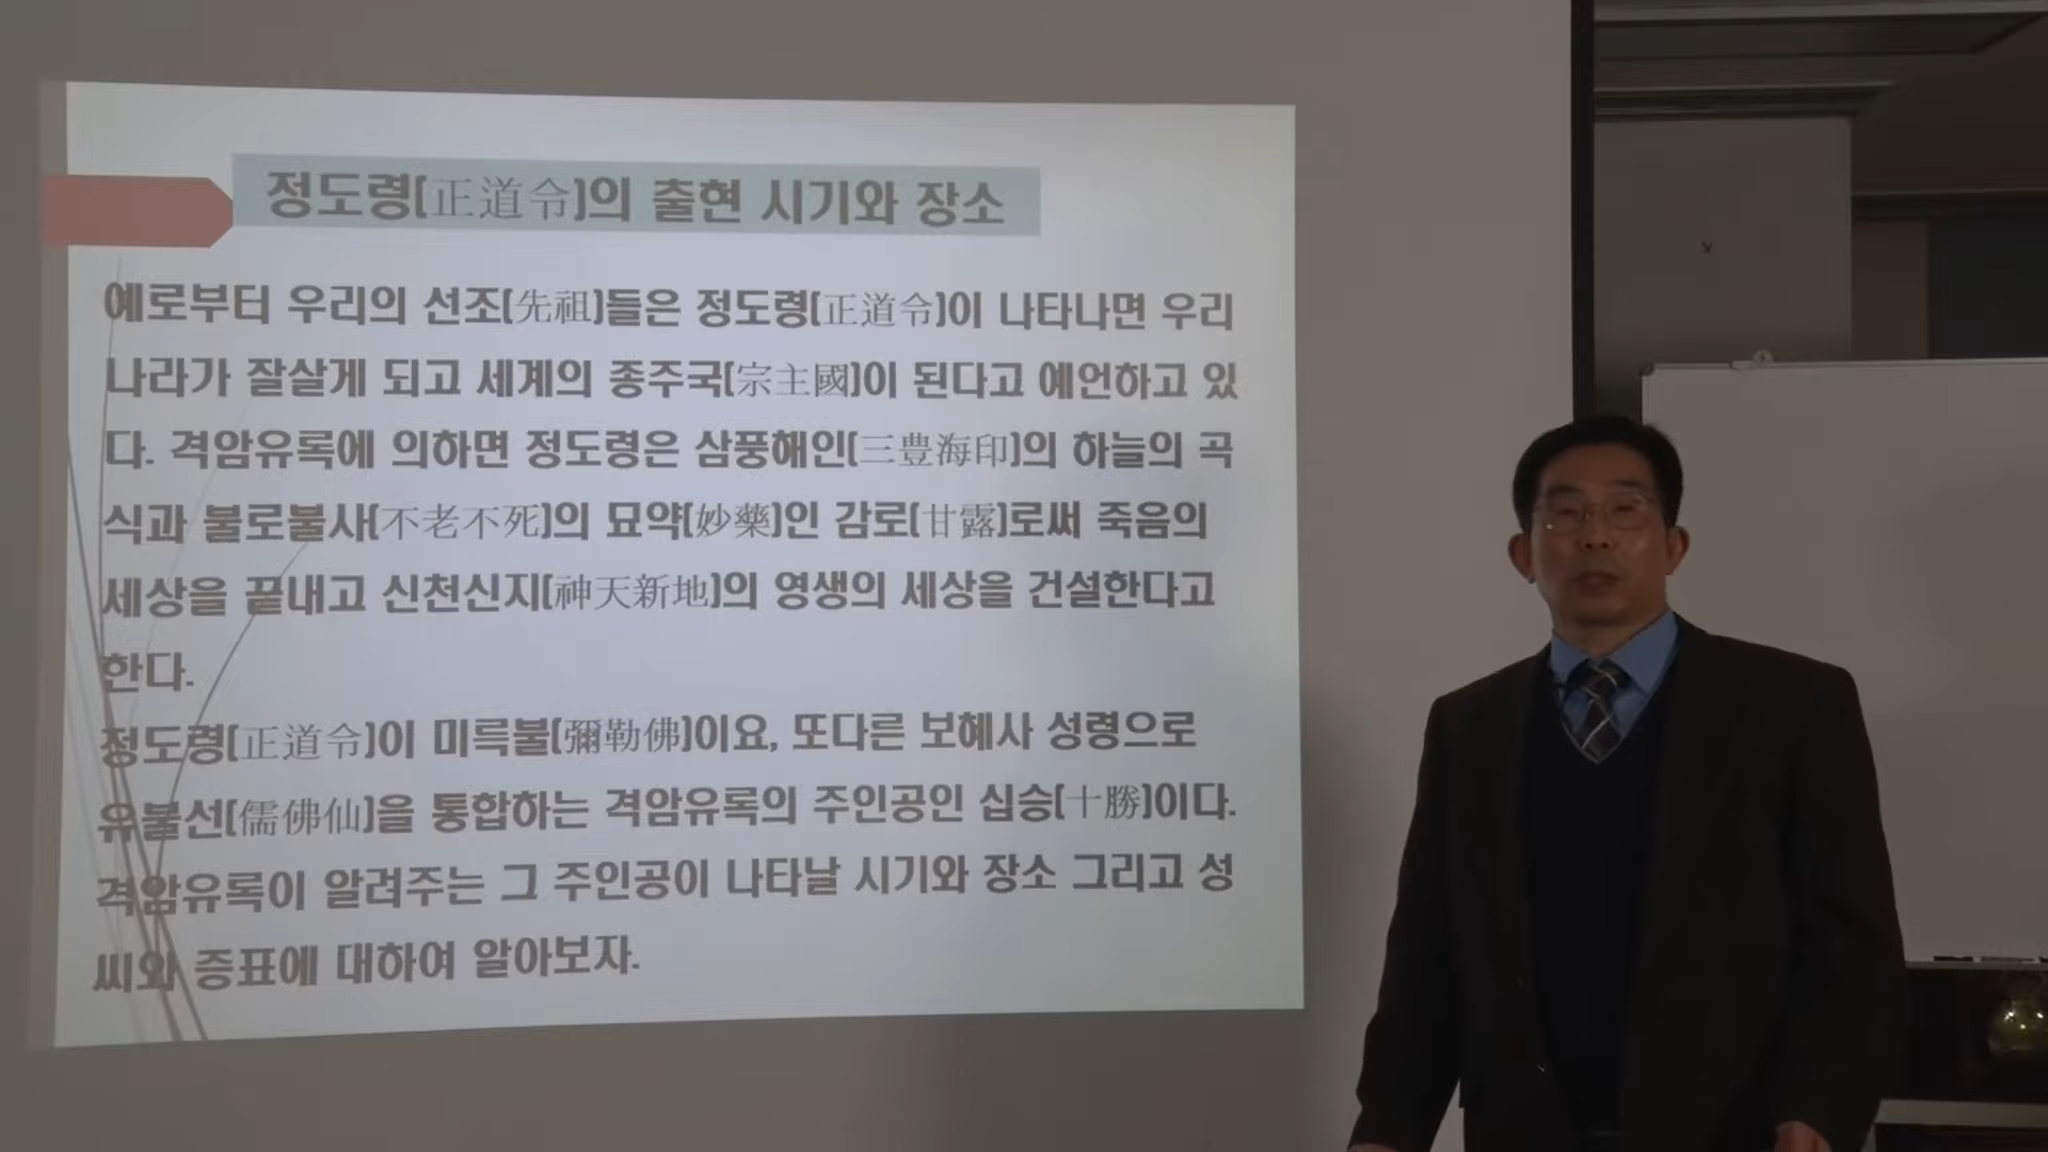 정도령(正道令)의 출현 시기와 장소
예로부터 우리의 선조(先祖)들은 정도령(正道令)이 나타나면 우리
나라가 잘살게 되고 세계의 종주국(宗主國)이 된다고 예언하고 있
다. 격암유록에 의하면 정도령은 삼풍해인(三豊海印)의 하늘의 곡
식과 불로불사(不老不死)의 묘약(妙藥)인 감로(甘露)로써 죽음의
세상을 끝내고 신천신지(神天新地)의 영생의 세상을 건설한다고
한다.
정도령(正道令)이 미륵불(彌勒佛)이요, 또다른 보혜사 성령으로
유불선(儒佛仙)을 통합하는 격암유록의 주인공인 십승(十勝)이다.
격암유록이 알려주는 그 주인공이 나타날 시기와 장소 그리고 성
씨와 증표에 대하여 알아보자.